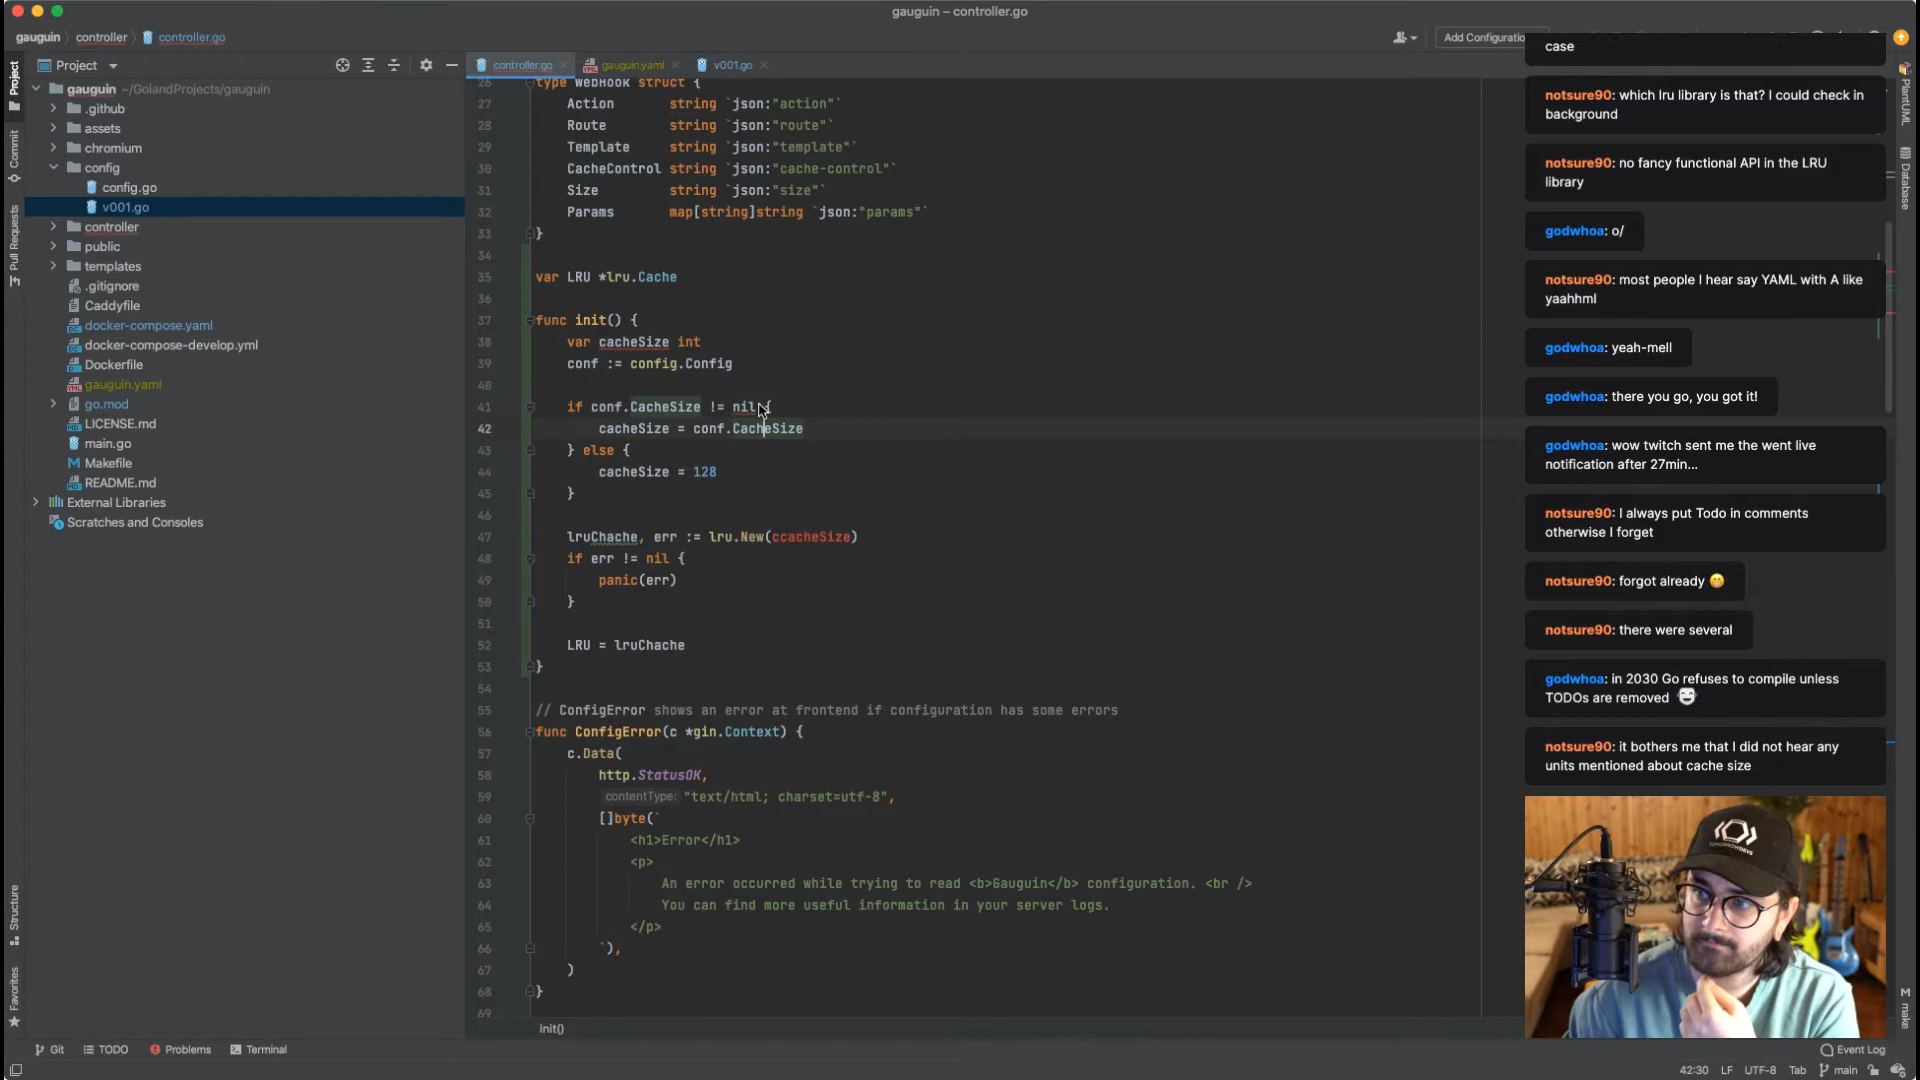 gauguin – controller.go
gauguin
controller
controller.go
Add Configuratio
Project
controller.go
gauguin.yaml
v001.go
gauguin ~/GolandProjects/gauguin
.github
assets
chromium
config
config.go
v001.go
controller
public
templates
.gitignore
Caddyfile
docker-compose.yaml
docker-compose-develop.yml
Dockerfile
gauguin.yaml
go.mod
LICENSE.md
main.go
Makefile
README.md
External Libraries
Scratches and Consoles
Project
Commit
Pull Requests
Structure
Favorites
26 type WebHook struct {
27 Action string `json:"action"`
28 Route string `json:"route"`
29 Template string `json:"template"`
30 CacheControl string `json:"cache-control"`
31 Size string `json:"size"`
32 Params map[string]string `json:"params"`
33 }
34
35 var LRU *lru.Cache
36
37 func init() {
38 var cacheSize int
39 conf := config.Config
40
41 if conf.CacheSize != nil {
42 cacheSize = conf.CacheSize
43 } else {
44 cacheSize = 128
45 }
46
47 lruChache, err := lru.New(ccacheSize)
48 if err != nil {
49 panic(err)
50 }
51
52 LRU = lruChache
53 }
54
55 // ConfigError shows an error at frontend if configuration has some errors
56 func ConfigError(c *gin.Context) {
57 c.Data(
58 http.StatusOK,
59 contentType: "text/html; charset=utf-8",
60 []byte(`
61 <h1>Error</h1>
62 <p>
63 An error occurred while trying to read <b>Gauguin</b> configuration. <br />
64 You can find more useful information in your server logs.
65 </p>
66 `),
67 )
68 }
69
init()
case
notsure90: which lru library is that? I could check in
background
notsure90: no fancy functional API in the LRU
library
godwhoa: o/
notsure90: most people I hear say YAML with A like
yaahhml
godwhoa: yeah-mell
godwhoa: there you go, you got it!
godwhoa: wow twitch sent me the went live
notification after 27min...
notsure90: I always put Todo in comments
otherwise I forget
notsure90: forgot already 😁
notsure90: there were several
godwhoa: in 2030 Go refuses to compile unless
TODOs are removed
notsure90: it bothers me that I did not hear any
units mentioned about cache size
TOMORROWDEVS
PlantUML
Database
make
Git
TODO
Problems
Terminal
Event Log
42:30 LF UTF-8 Tab main